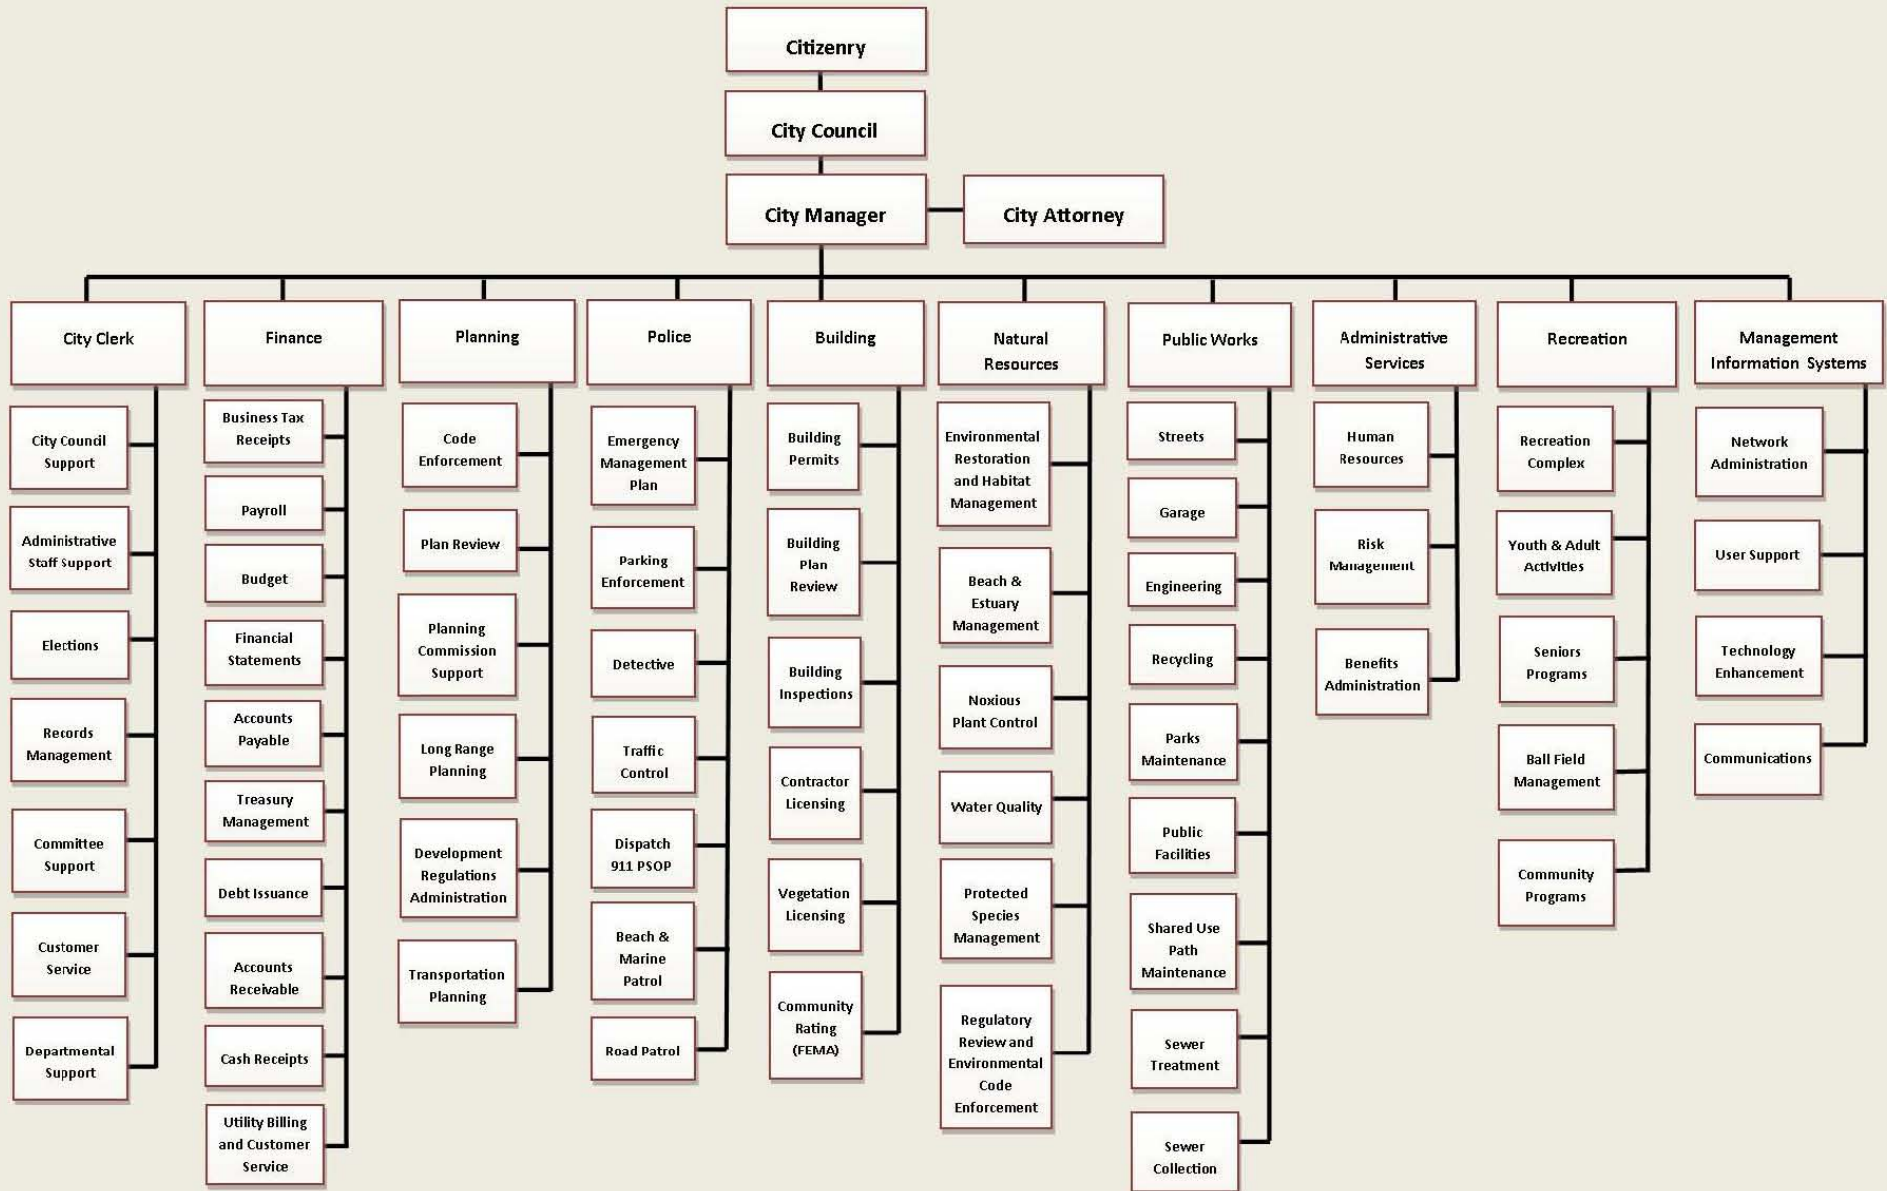 Citizenry
City Council
City Manager
City Attorney
City Clerk
City Council
Support
Administrative
Staff Support
Elections
Records
Management
Committee
Support
Customer
Service
Departmental
Support
Finance
Business Tax
Receipts
Payroll
Budget
Financial
Statements
Accounts
Payable
Treasury
Management
Debt Issuance
Accounts
Receivable
Cash Receipts
Utility Billing
and Customer
Service
Planning
Code
Enforcement
Plan Review
Planning
Commission
Support
Long Range
Planning
Development
Regulations
Administration
Transportation
Planning
Police
Emergency
Management
Plan
Parking
Enforcement
Detective
Traffic
Control
Dispatch
911 PSOP
Beach &
Marine
Patrol
Road Patrol
Building
Building
Permits
Building
Plan
Review
Building
Inspections
Contractor
Licensing
Vegetation
Licensing
Community
Rating
(FEMA)
Natural
Resources
Environmental
Restoration
and Habitat
Management
Beach &
Estuary
Management
Noxious
Plant Control
Water Quality
Protected
Species
Management
Regulatory
Review and
Environmental
Code
Enforcement
Public Works
Streets
Garage
Engineering
Recycling
Parks
Maintenance
Public
Facilities
Shared Use
Path
Maintenance
Sewer
Treatment
Sewer
Collection
Administrative
Services
Human
Resources
Risk
Management
Benefits
Administration
Recreation
Recreation
Complex
Youth & Adult
Activities
Seniors
Programs
Ball Field
Management
Community
Programs
Management
Information Systems
Network
Administration
User Support
Technology
Enhancement
Communications